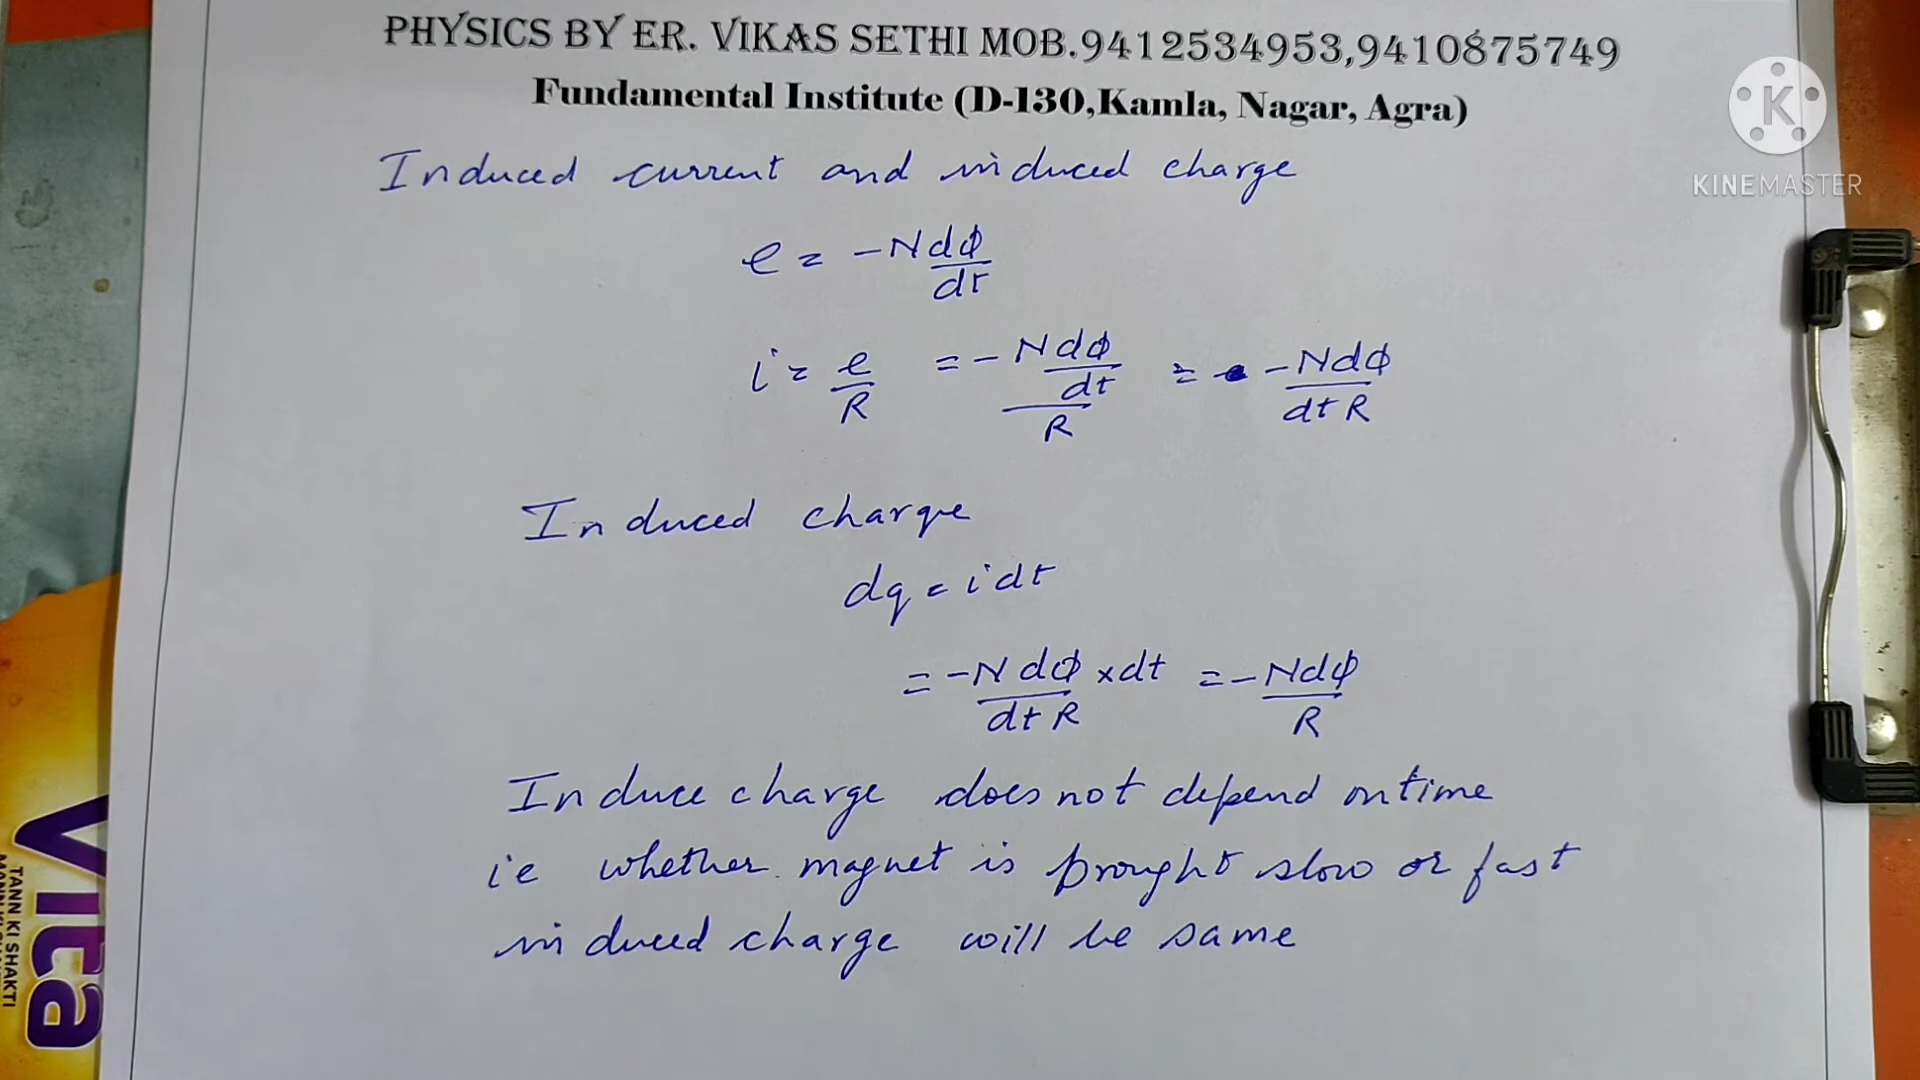 PHYSICS BY ER. VIKAS SETHI MOB.9412534953,9410875749
Fundamental Institute (D-130,Kamla, Nagar, Agra)
K
KINEMASTER
Induced current and induced charge
e = -N dφ/dt
i = e/R = -N dφ/dt / R = -N dφ/dt R
Induced charge
dq = i dt
= -N dφ/dt R × dt = -N dφ/R
Induce charge does not depend on time
ie whether magnet is brought slow or fast
induced charge will be same
Vita
TANN KI SHAKTI